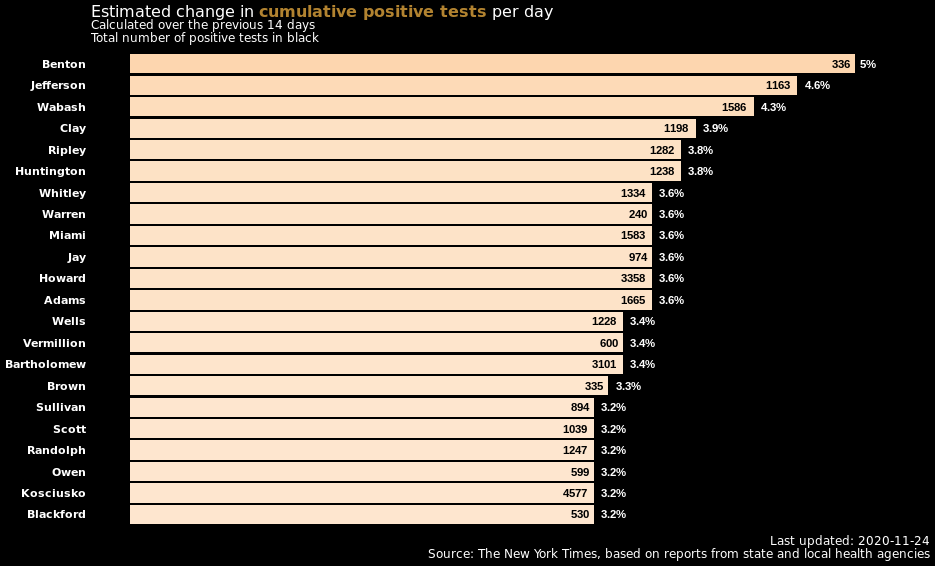 Estimated change in cumulative positive tests per day
Calculated over the previous 14 days
Total number of positive tests in black
Benton 336 5%
Jefferson 1163 4.6%
Wabash 1586 4.3%
Clay 1198 3.9%
Ripley 1282 3.8%
Huntington 1238 3.8%
Whitley 1334 3.6%
Warren 240 3.6%
Miami 1583 3.6%
Jay 974 3.6%
Howard 3358 3.6%
Adams 1665 3.6%
Wells 1228 3.4%
Vermillion 600 3.4%
Bartholomew 3101 3.4%
Brown 335 3.3%
Sullivan 894 3.2%
Scott 1039 3.2%
Randolph 1247 3.2%
Owen 599 3.2%
Kosciusko 4577 3.2%
Blackford 530 3.2%
Last updated: 2020-11-24
Source: The New York Times, based on reports from state and local health agencies